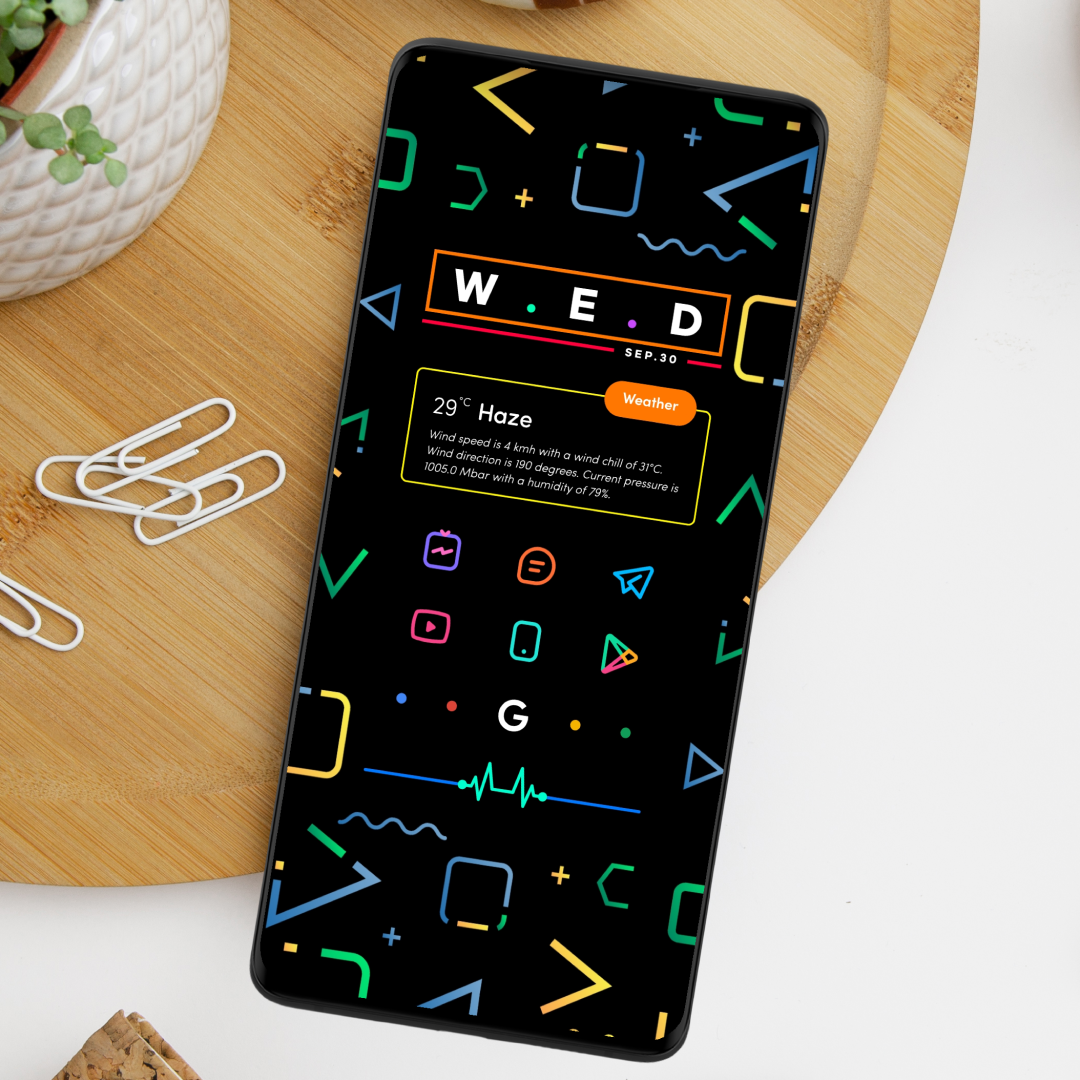 W . E . D
SEP.30
Weather
29°C Haze
Wind speed is 4 kmh with a wind chill of 31°C.
Wind direction is 190 degrees. Current pressure is
1005.0 Mbar with a humidity of 79%.
G